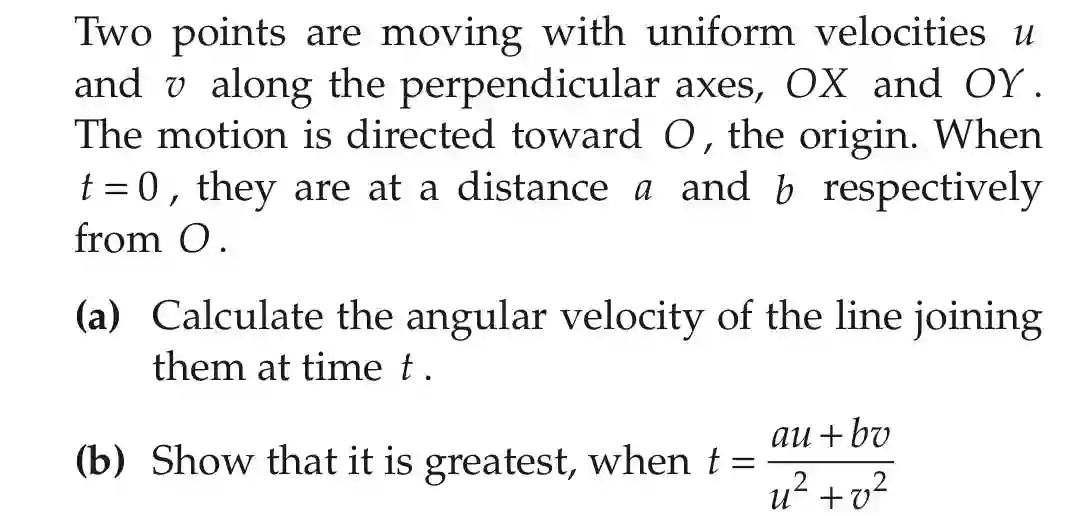 Two points are moving with uniform velocities u
and v along the perpendicular axes, OX and OY.
The motion is directed toward O, the origin. When
t = 0, they are at a distance a and b respectively
from O.
(a) Calculate the angular velocity of the line joining
them at time t.
(b) Show that it is greatest, when t = \frac{au + bv}{u^2 + v^2}